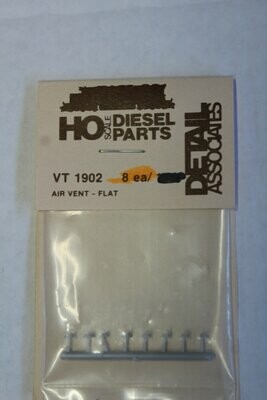 HO SCALE DIESEL PARTS
DETAIL ASSOCIATES
VT 1902 8 ea/
AIR VENT - FLAT